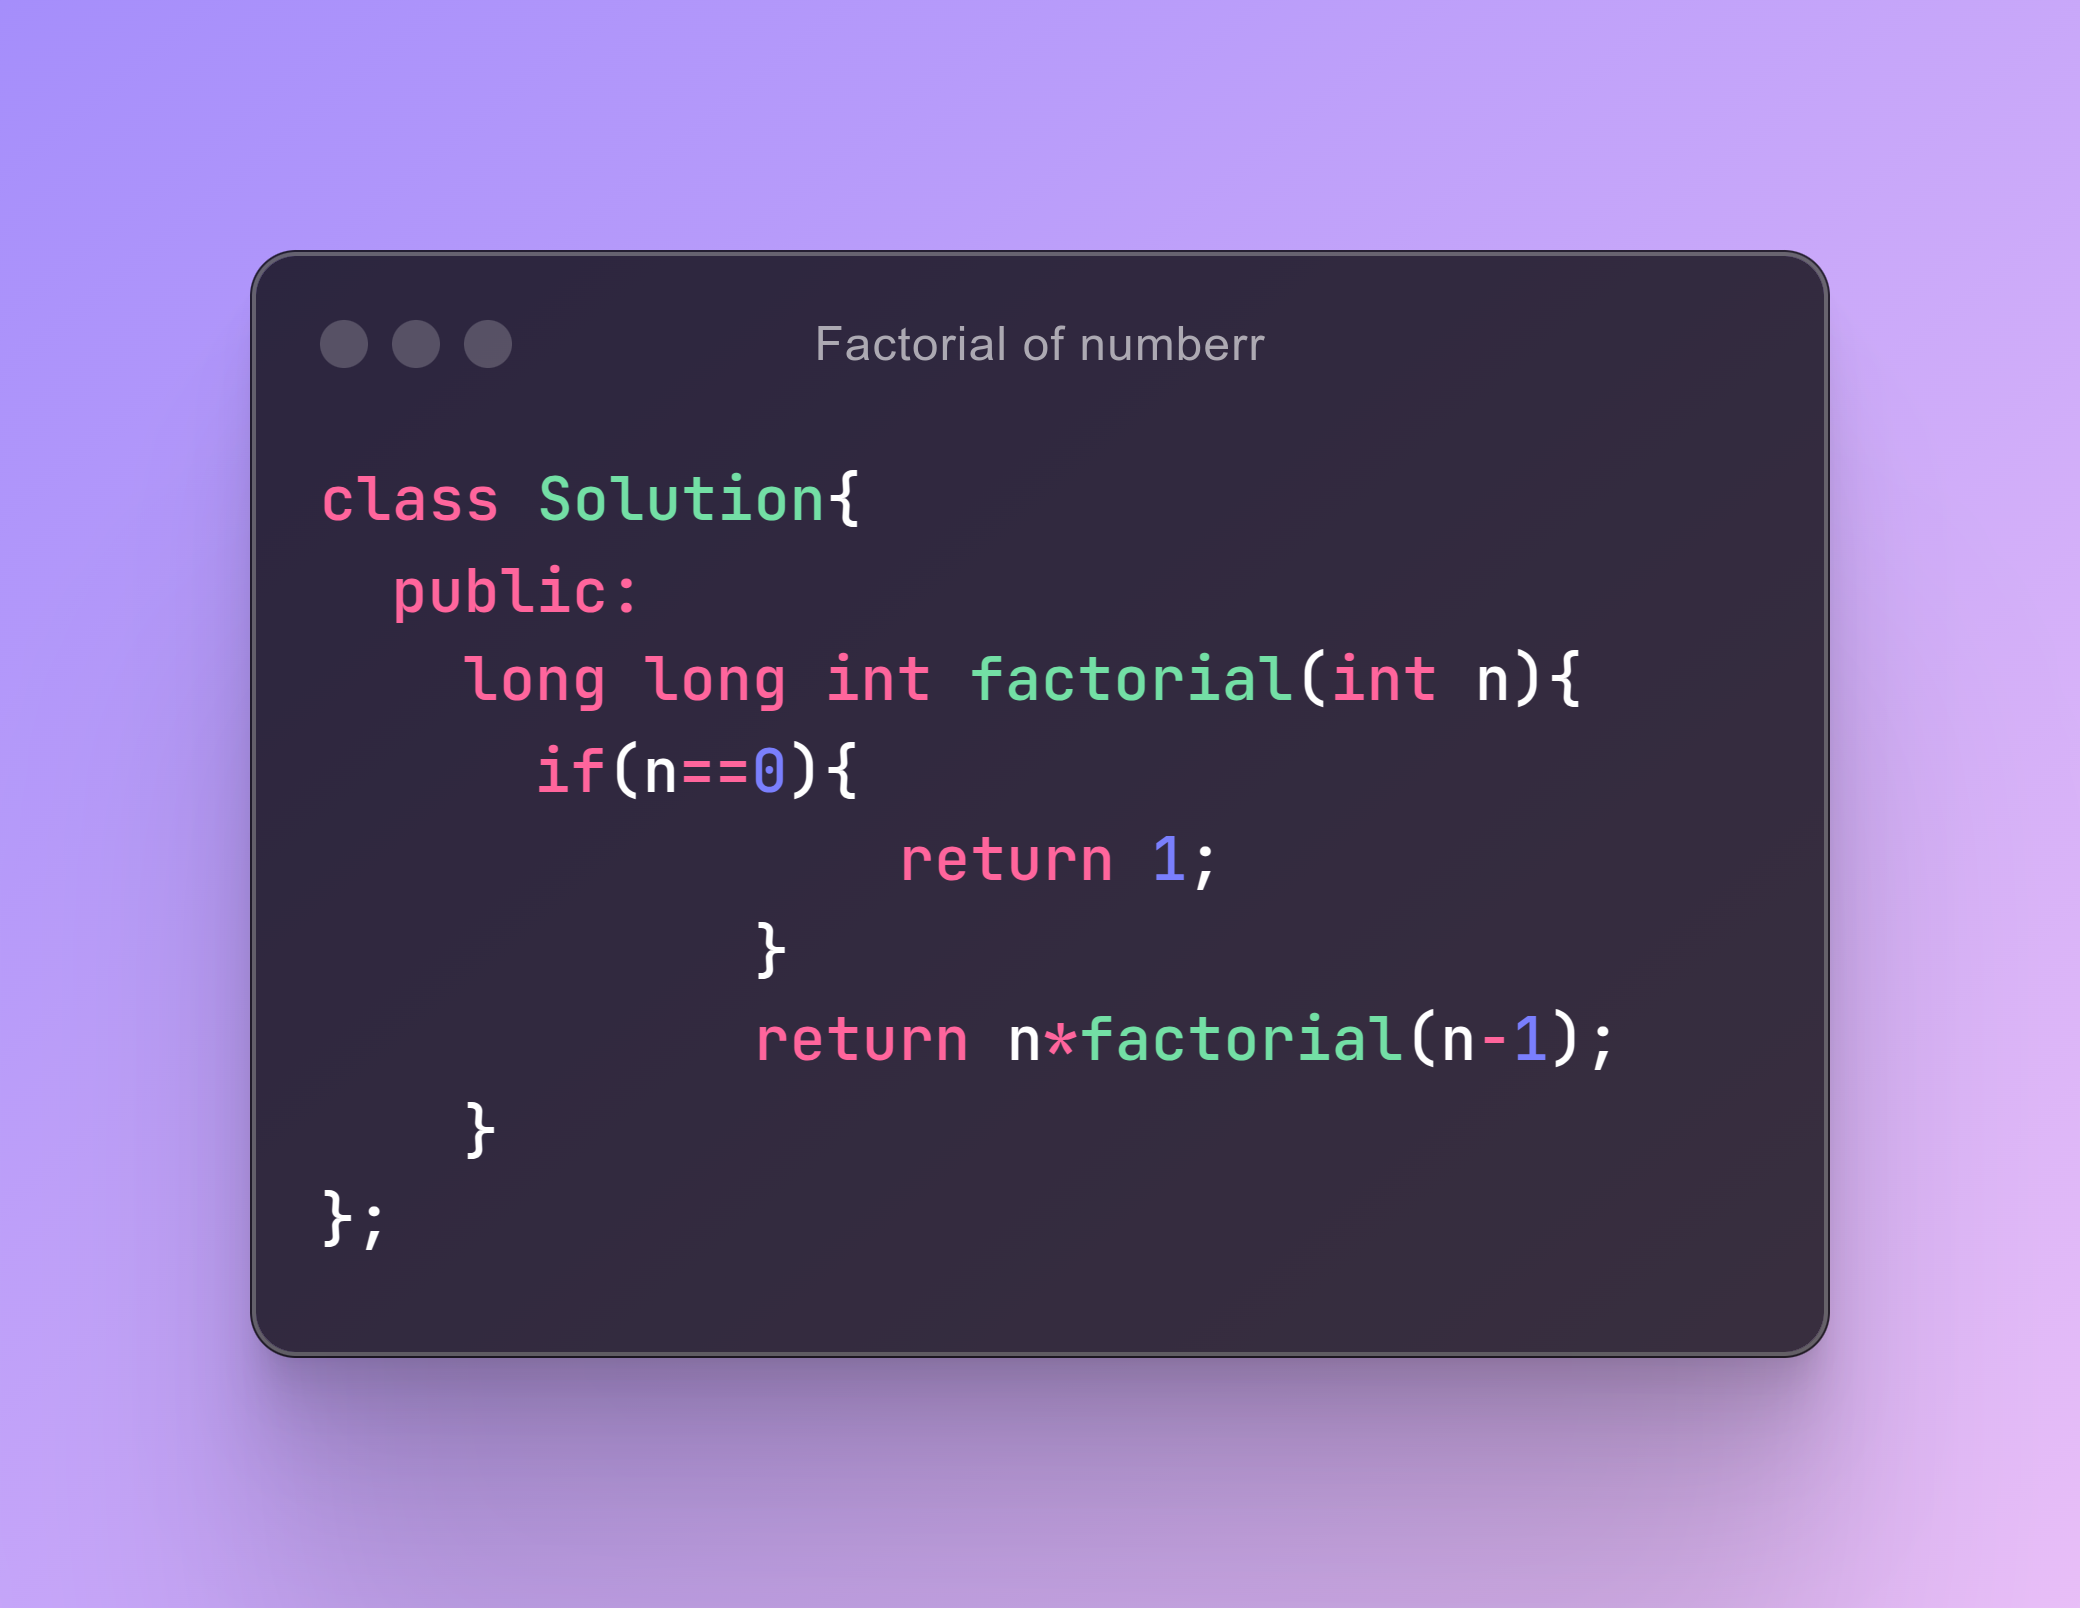 Factorial of numberr
class Solution{
  public:
    long long int factorial(int n){
      if(n==0){
                return 1;
            }
            return n*factorial(n-1);
    }
};